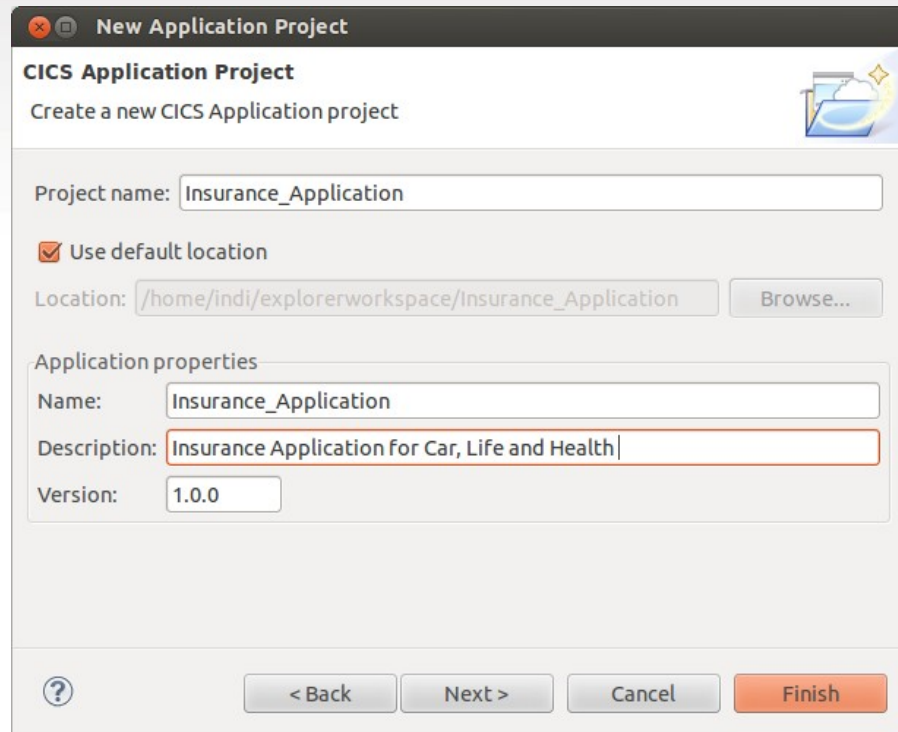 New Application Project
CICS Application Project
Create a new CICS Application project
Project name: Insurance_Application
Use default location
Location: /home/indi/explorerworkspace/Insurance_Application Browse...
Application properties
Name: Insurance_Application
Description: Insurance Application for Car, Life and Health
Version: 1.0.0
? < Back Next > Cancel Finish